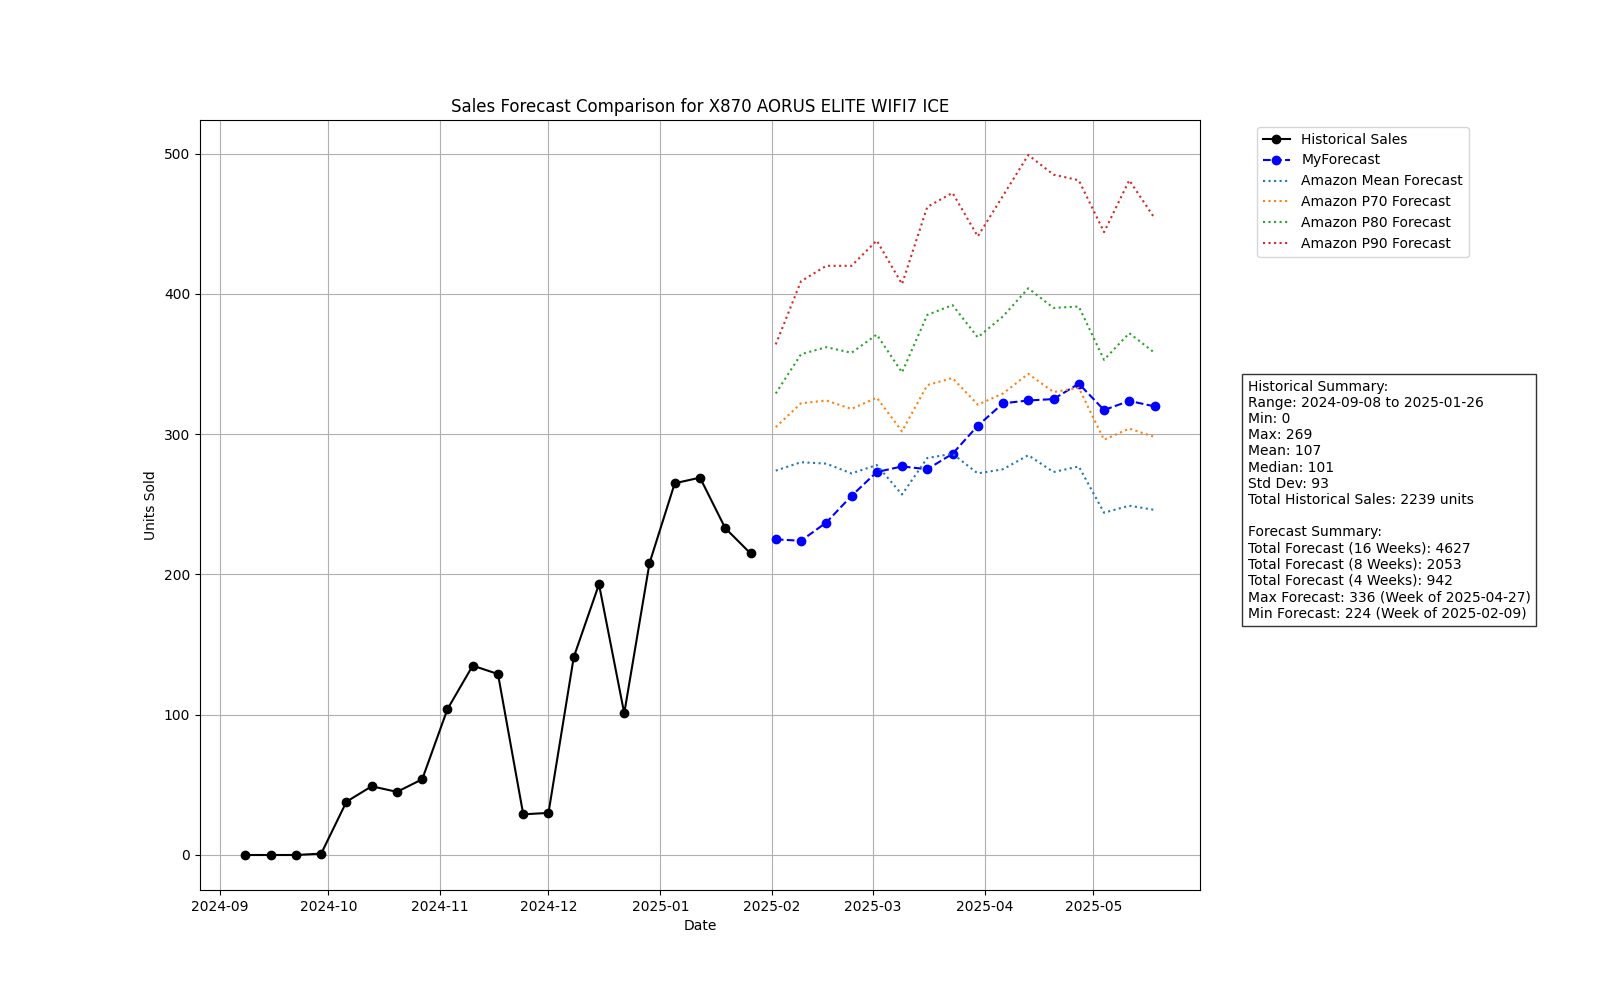 Sales Forecast Comparison for X870 AORUS ELITE WIFI7 ICE
Units Sold
500
400
300
200
100
0
2024-09
2024-10
2024-11
2024-12
2025-01
2025-02
2025-03
2025-04
2025-05
Date
Historical Sales
MyForecast
Amazon Mean Forecast
Amazon P70 Forecast
Amazon P80 Forecast
Amazon P90 Forecast
Historical Summary:
Range: 2024-09-08 to 2025-01-26
Min: 0
Max: 269
Mean: 107
Median: 101
Std Dev: 93
Total Historical Sales: 2239 units
Forecast Summary:
Total Forecast (16 Weeks): 4627
Total Forecast (8 Weeks): 2053
Total Forecast (4 Weeks): 942
Max Forecast: 336 (Week of 2025-04-27)
Min Forecast: 224 (Week of 2025-02-09)